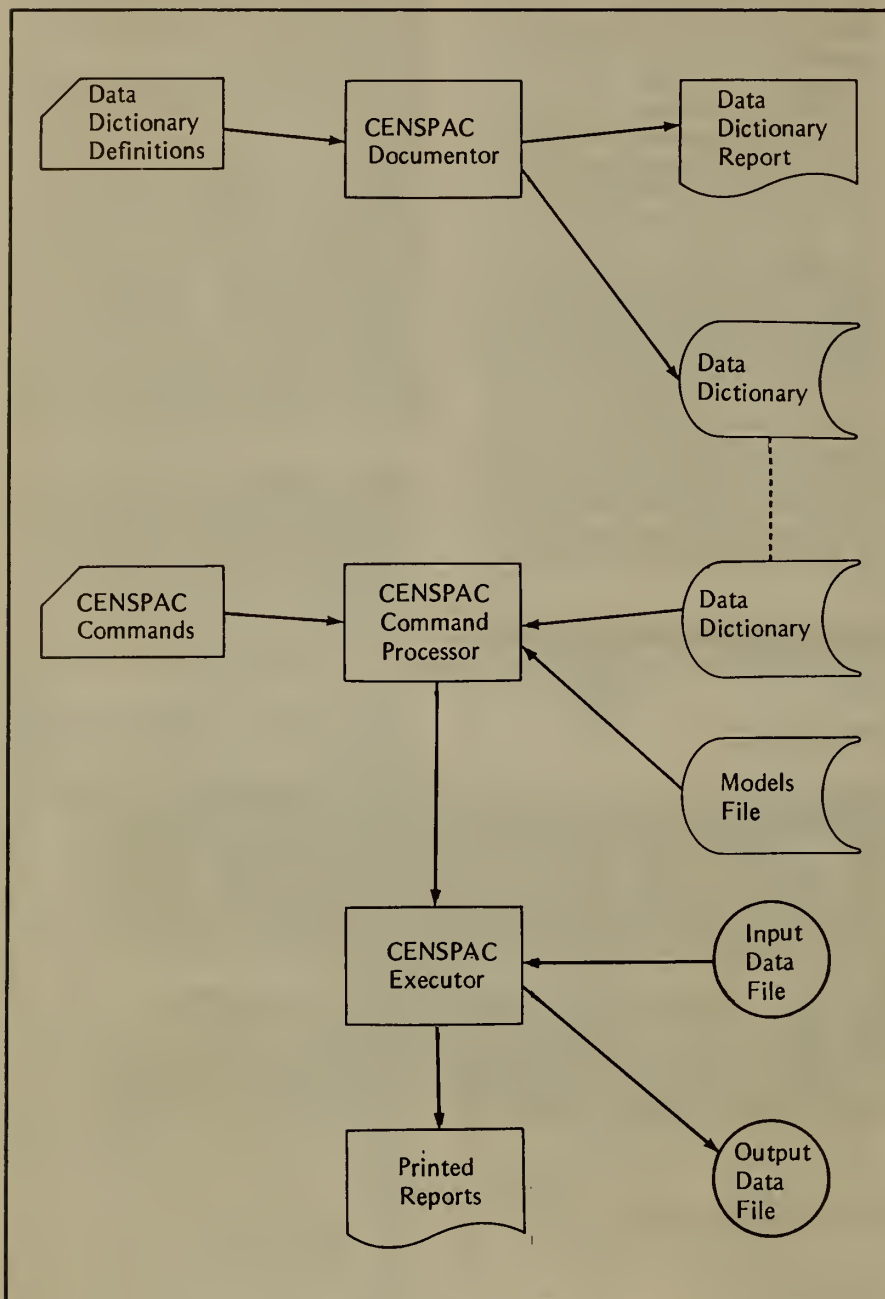 Data
Dictionary
Definitions
CENSPAC
Documentor
Data
Dictionary
Report
Data
Dictionary
CENSPAC
Commands
CENSPAC
Command
Processor
Data
Dictionary
Models
File
CENSPAC
Executor
Input
Data
File
Printed
Reports
Output
Data
File